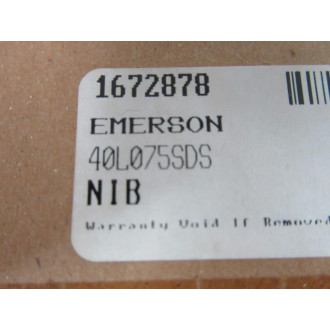 1672878
EMERSON
40L075SDS
NIB
Warranty Void If Removed